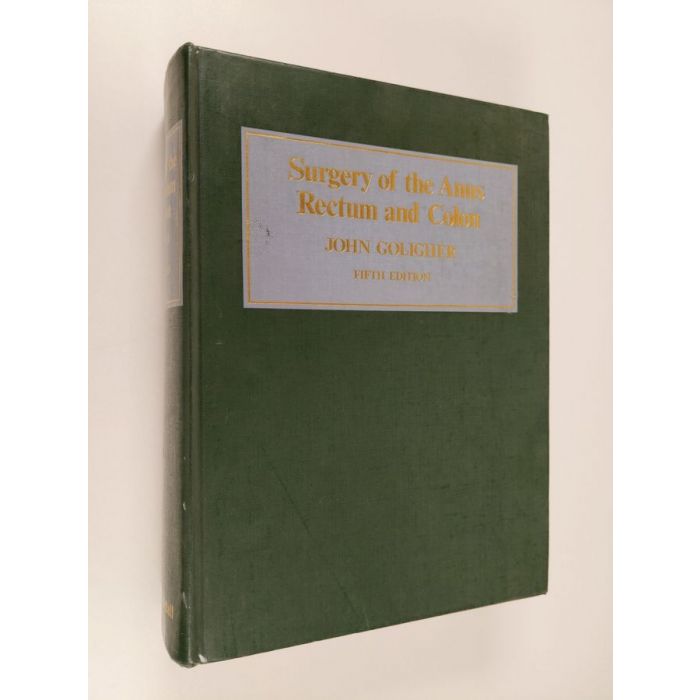 Surgery of the Anus
Rectum and Colon
JOHN GOLIGHER
FIFTH EDITION